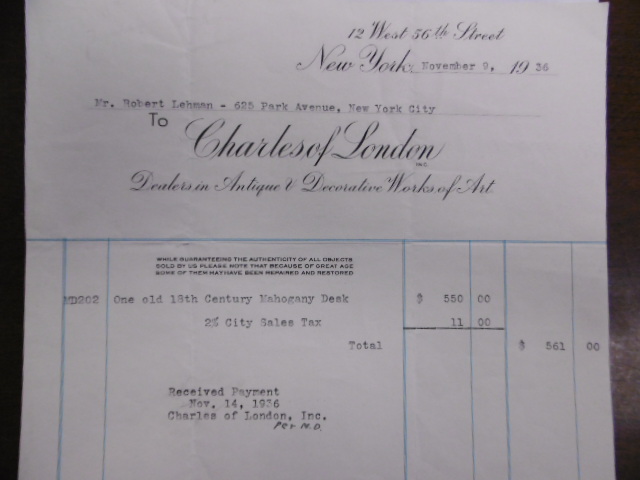 12 West 56th Street
New York, November 9, 1936
Mr. Robert Lehman - 625 Park Avenue, New York City
To
Charles of London
INC.
Dealers in Antique & Decorative Works of Art
WHILE GUARANTEEING THE AUTHENTICITY OF ALL OBJECTS
SOLD BY US PLEASE NOTE THAT BECAUSE OF GREAT AGE
SOME OF THEM MAY HAVE BEEN REPAIRED AND RESTORED
MD202 One old 18th Century Mahogany Desk $ 550 00
2% City Sales Tax 11 00
Total $ 561 00
Received Payment
Nov. 14, 1936
Charles of London, Inc.
Per M.D.